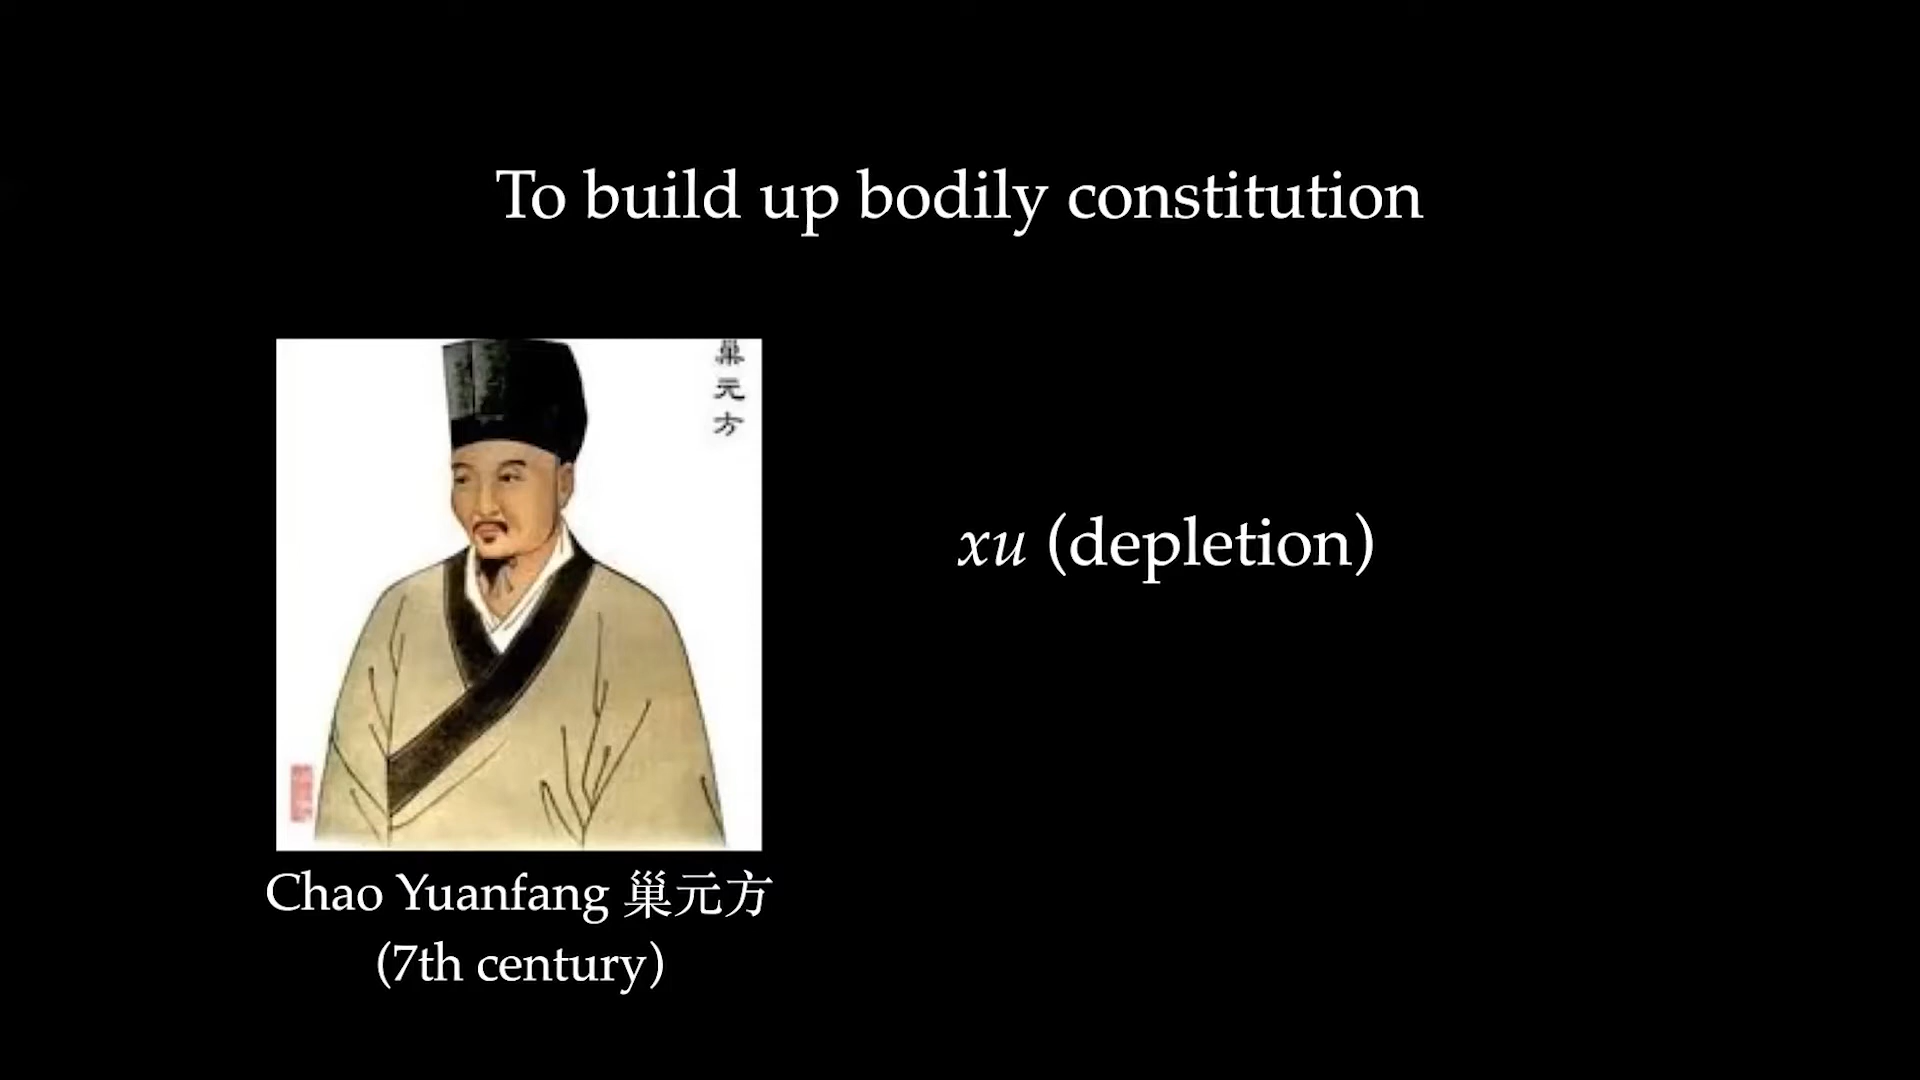 To build up bodily constitution
巢
元
方
xu (depletion)
Chao Yuanfang 巢元方
(7th century)